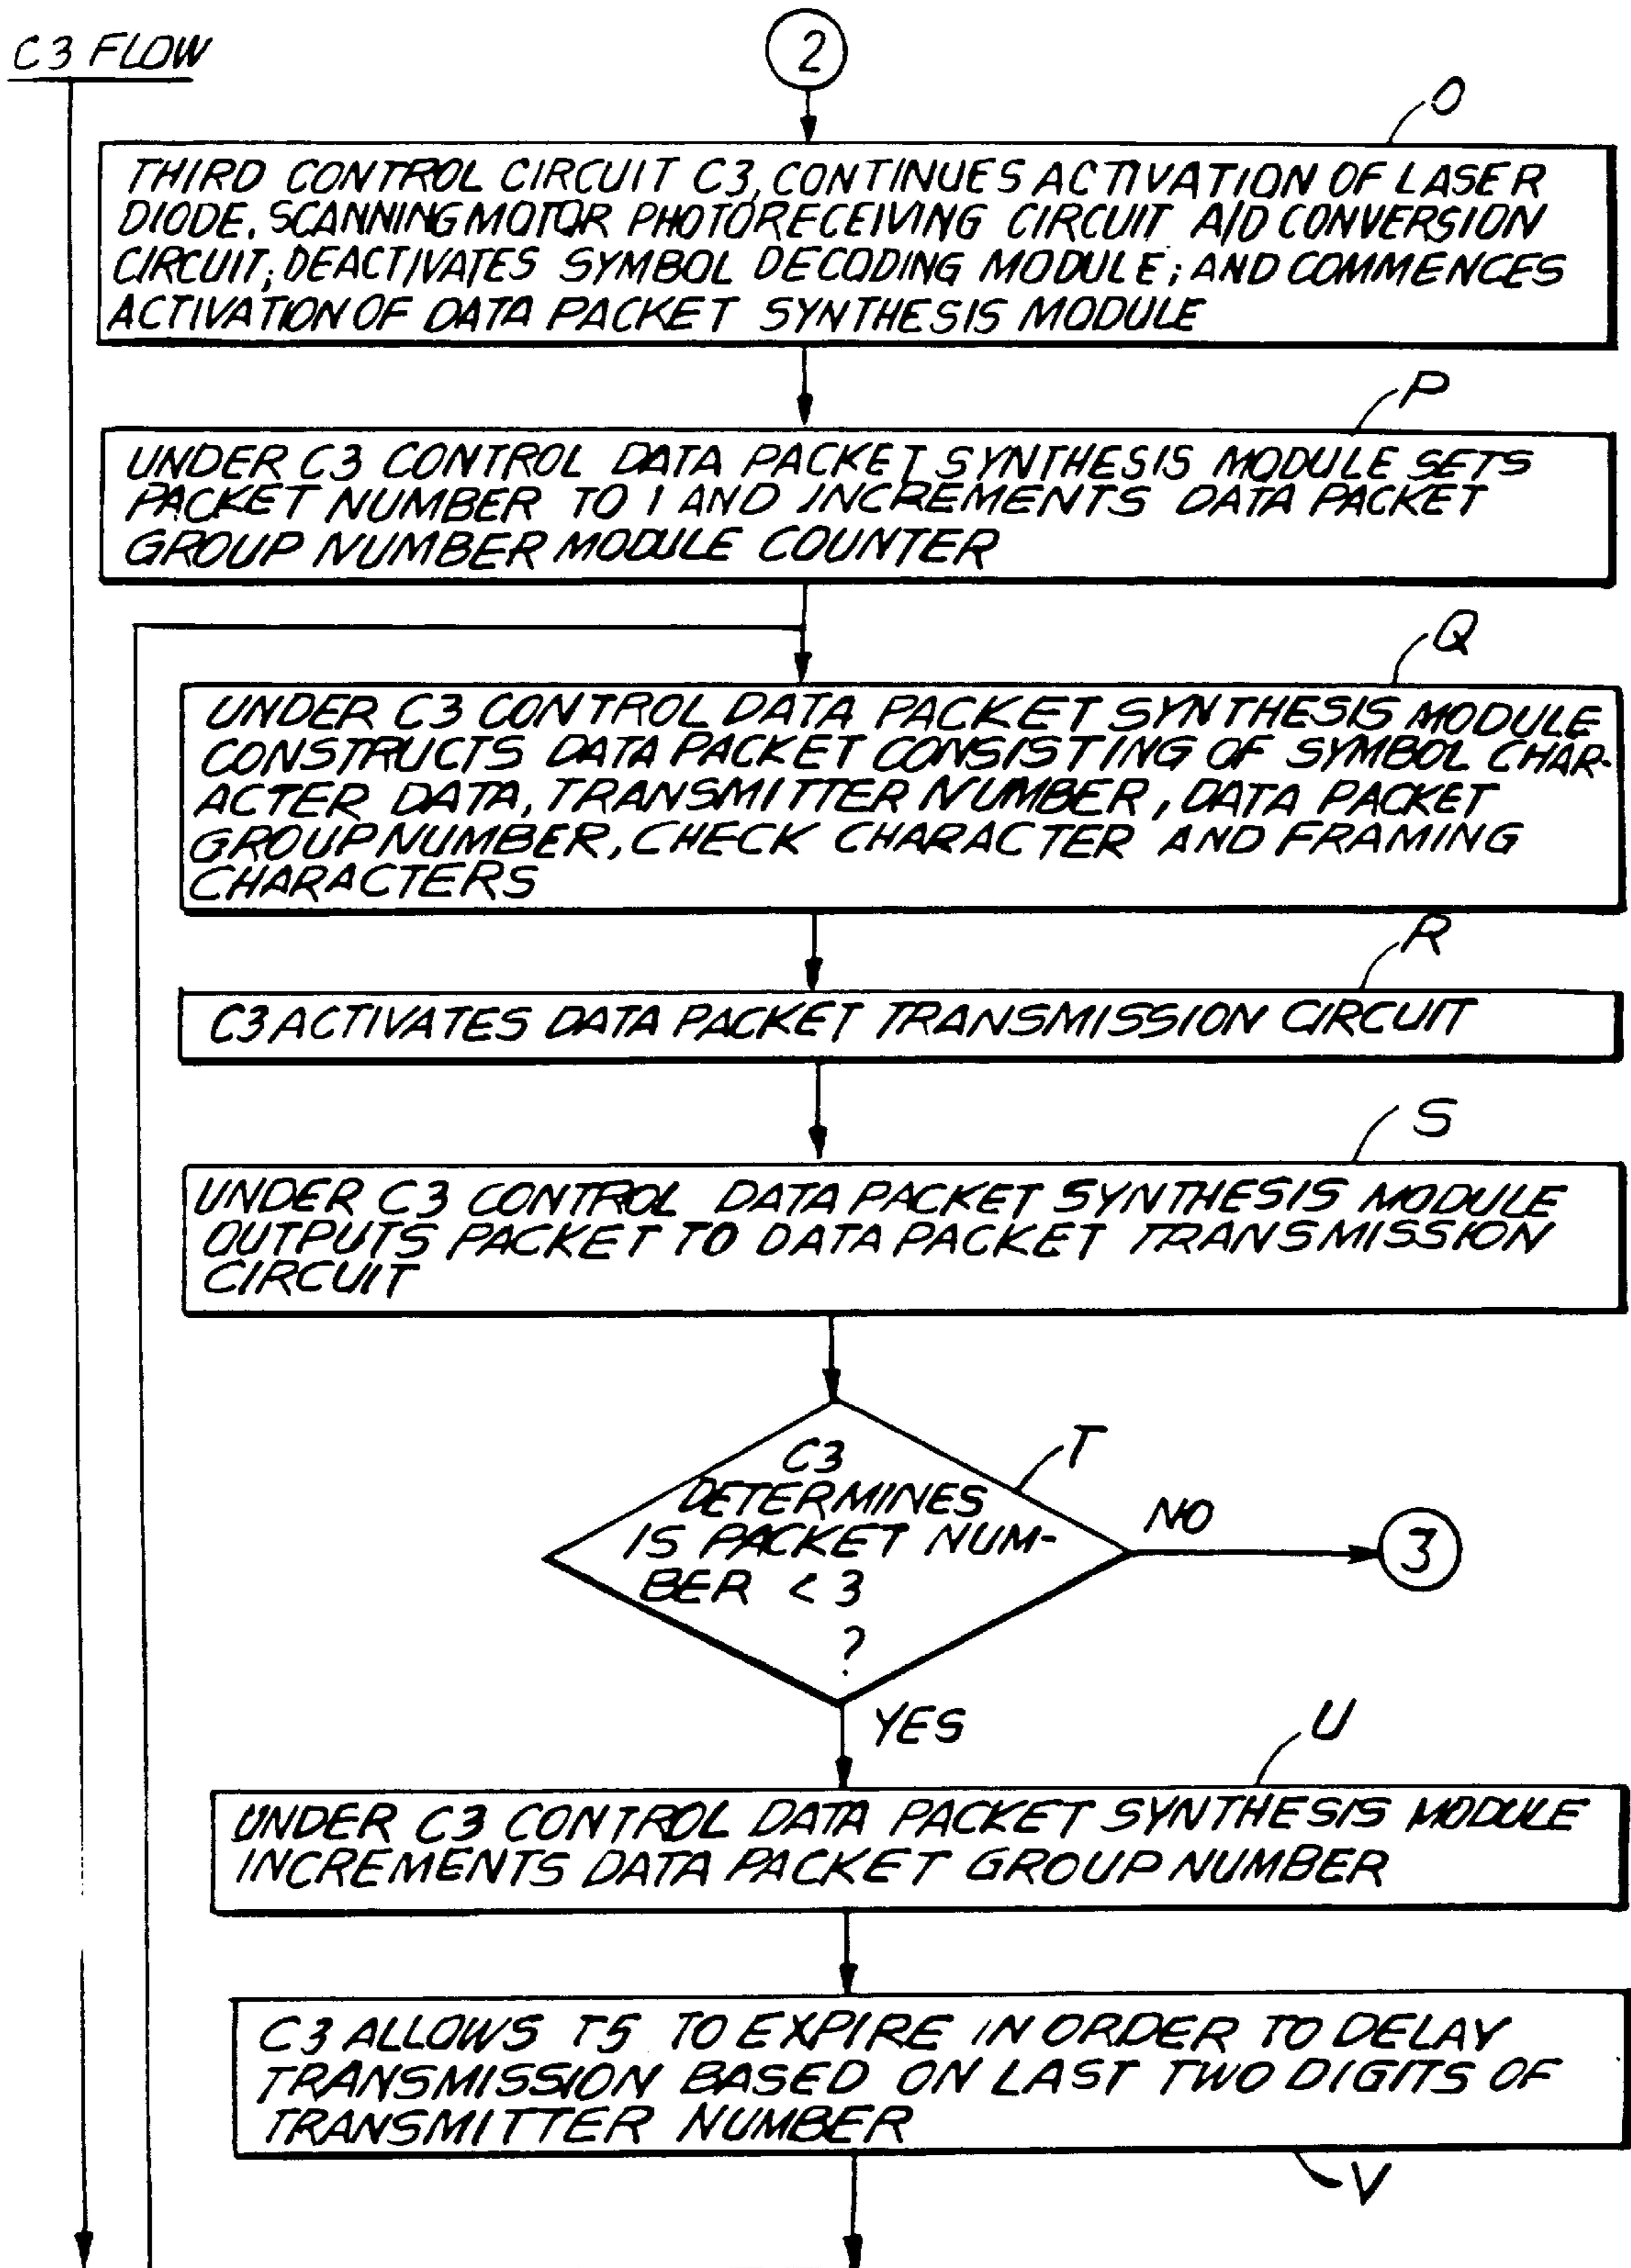 C3 FLOW
2
O
THIRD CONTROL CIRCUIT C3, CONTINUES ACTIVATION OF LASER
DIODE. SCANNING MOTOR PHOTORECEIVING CIRCUIT A/D CONVERSION
CIRCUIT; DEACTIVATES SYMBOL DECODING MODULE; AND COMMENCES
ACTIVATION OF DATA PACKET SYNTHESIS MODULE
P
UNDER C3 CONTROL DATA PACKET SYNTHESIS MODULE SETS
PACKET NUMBER TO 1 AND INCREMENTS DATA PACKET
GROUP NUMBER MODULE COUNTER
Q
UNDER C3 CONTROL DATA PACKET SYNTHESIS MODULE
CONSTRUCTS DATA PACKET CONSISTING OF SYMBOL CHAR-
ACTER DATA, TRANSMITTER NUMBER, DATA PACKET
GROUP NUMBER, CHECK CHARACTER AND FRAMING
CHARACTERS
R
C3 ACTIVATES DATA PACKET TRANSMISSION CIRCUIT
S
UNDER C3 CONTROL DATA PACKET SYNTHESIS MODULE
OUTPUTS PACKET TO DATA PACKET TRANSMISSION
CIRCUIT
T
C3
DETERMINES
IS PACKET NUM-
BER < 3
?
NO
3
YES
U
UNDER C3 CONTROL DATA PACKET SYNTHESIS MODULE
INCREMENTS DATA PACKET GROUP NUMBER
C3 ALLOWS T5 TO EXPIRE IN ORDER TO DELAY
TRANSMISSION BASED ON LAST TWO DIGITS OF
TRANSMITTER NUMBER
V